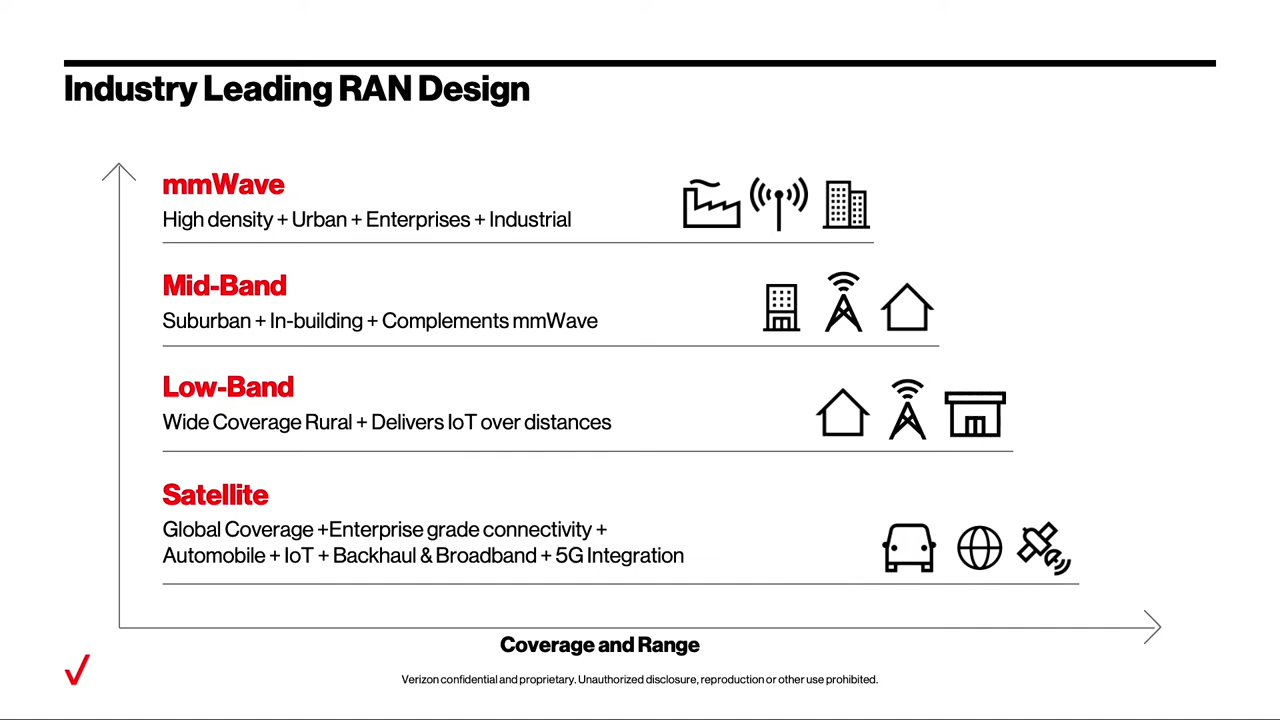 Industry Leading RAN Design
mmWave
High density + Urban + Enterprises + Industrial
Mid-Band
Suburban + In-building + Complements mmWave
Low-Band
Wide Coverage Rural + Delivers IoT over distances
Satellite
Global Coverage +Enterprise grade connectivity +
Automobile + IoT + Backhaul & Broadband + 5G Integration
Coverage and Range
Verizon confidential and proprietary. Unauthorized disclosure, reproduction or other use prohibited.